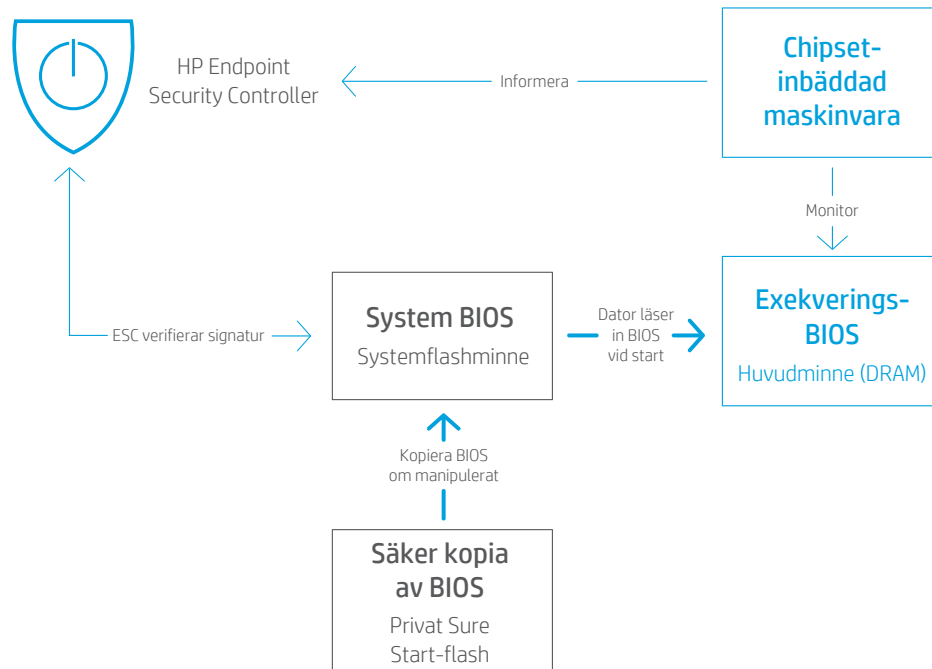 HP Endpoint
Security Controller
Informera
Chipset-
inbäddad
maskinvara
Monitor
ESC verifierar signatur
System BIOS
Systemflashminne
Dator läser
in BIOS
vid start
Exekverings-
BIOS
Huvudminne (DRAM)
Kopiera BIOS
om manipulerat
Säker kopia
av BIOS
Privat Sure
Start-flash